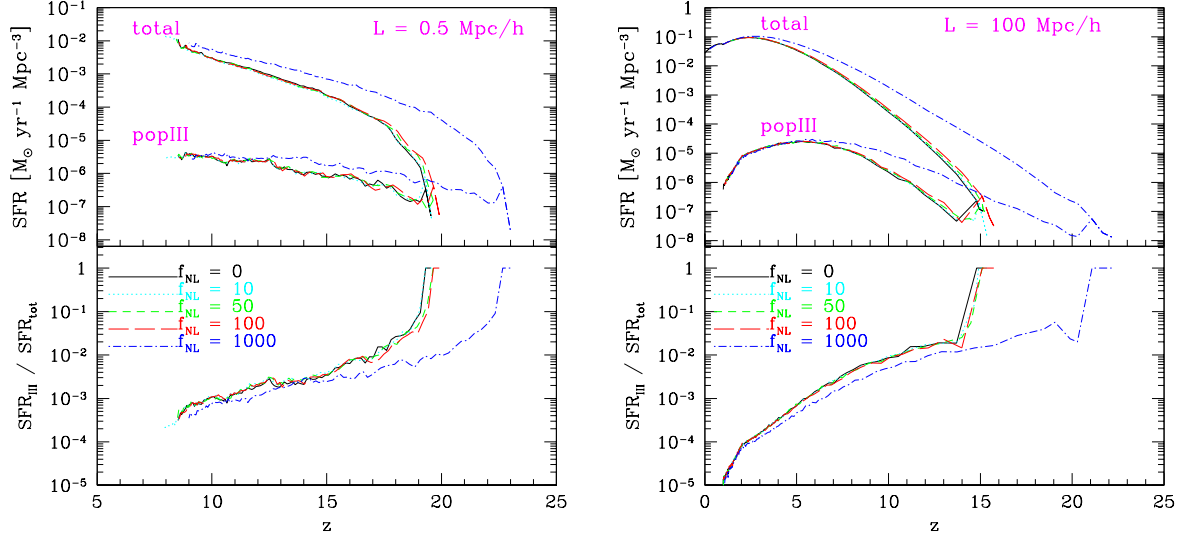 total
L = 0.5 Mpc/h
popIII
SFR [M⊙ yr⁻¹ Mpc⁻³]
10⁻²
10⁻³
10⁻⁴
10⁻⁵
10⁻⁶
10⁻⁷
10⁻⁸
f_NL = 0
f_NL = 10
f_NL = 50
f_NL = 100
f_NL = 1000
SFR_III / SFR_tot
1
10⁻¹
10⁻²
10⁻³
10⁻⁴
10⁻⁵
5 10 15 20 25
z
total
L = 100 Mpc/h
popIII
SFR [M⊙ yr⁻¹ Mpc⁻³]
1
10⁻¹
10⁻²
10⁻³
10⁻⁴
10⁻⁵
10⁻⁶
10⁻⁷
10⁻⁸
f_NL = 0
f_NL = 10
f_NL = 50
f_NL = 100
f_NL = 1000
SFR_III / SFR_tot
1
10⁻¹
10⁻²
10⁻³
10⁻⁴
10⁻⁵
0 5 10 15 20 25
z